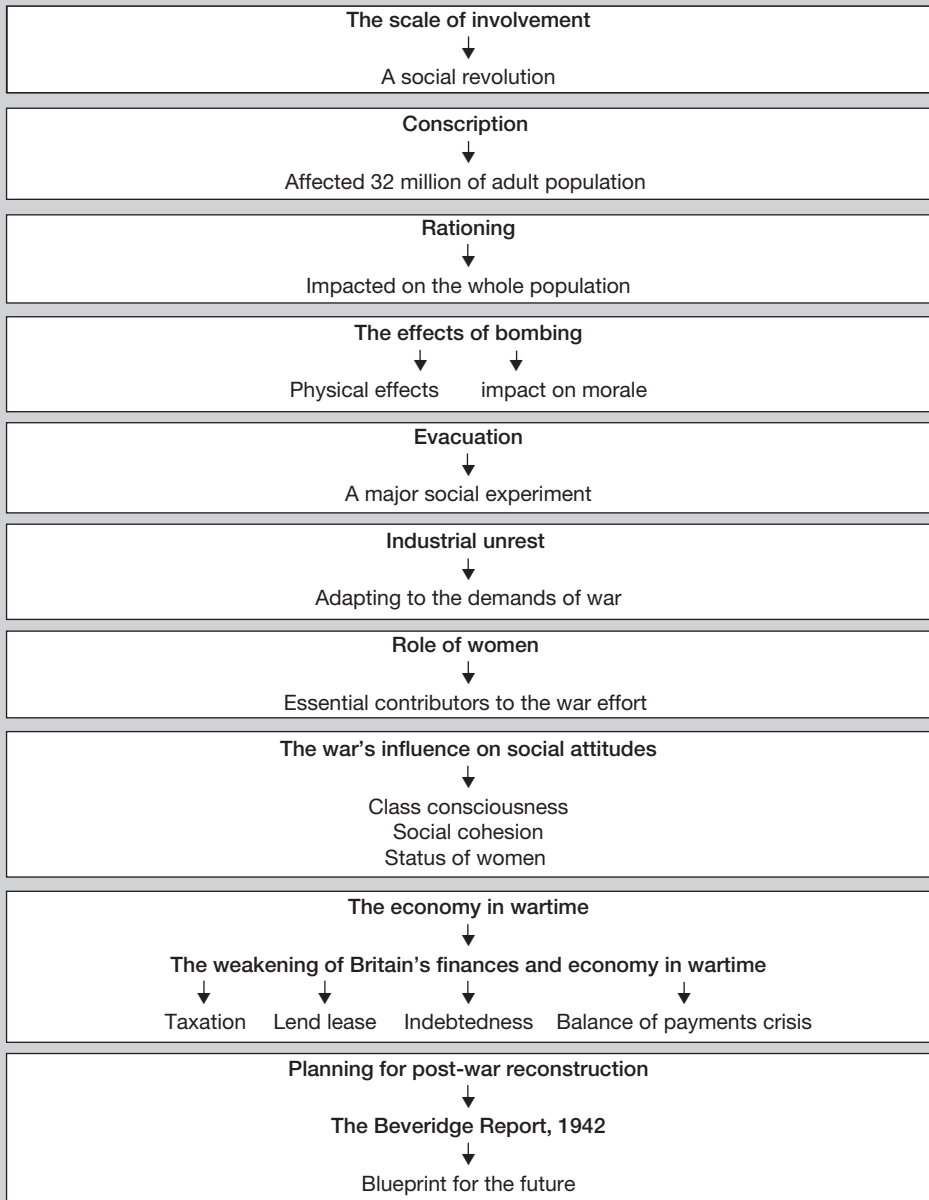 The scale of involvement
A social revolution
Conscription
Affected 32 million of adult population
Rationing
Impacted on the whole population
The effects of bombing
Physical effects impact on morale
Evacuation
A major social experiment
Industrial unrest
Adapting to the demands of war
Role of women
Essential contributors to the war effort
The war’s influence on social attitudes
Class consciousness
Social cohesion
Status of women
The economy in wartime
The weakening of Britain’s finances and economy in wartime
Taxation Lend lease Indebtedness Balance of payments crisis
Planning for post-war reconstruction
The Beveridge Report, 1942
Blueprint for the future